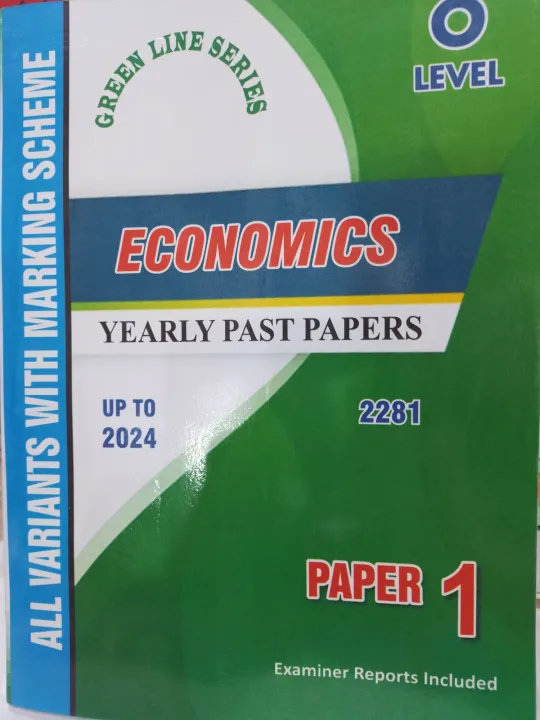 GREEN LINE SERIES
O
LEVEL
ALL VARIANTS WITH MARKING SCHEME
ECONOMICS
YEARLY PAST PAPERS
UP TO
2024
2281
PAPER 1
Examiner Reports Included